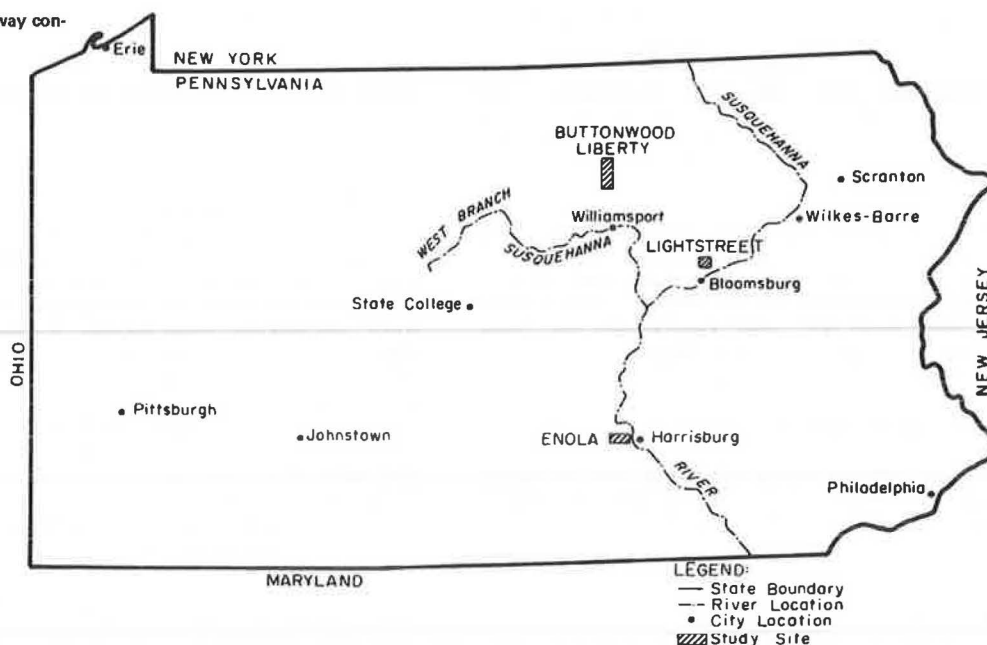 way con-
Erie
NEW YORK
PENNSYLVANIA
SUSQUEHANNA
BUTTONWOOD
LIBERTY
Scranton
WEST BRANCH
SUSQUEHANNA
Williamsport
Wilkes-Barre
LIGHTSTREET
Bloomsburg
State College
OHIO
NEW JERSEY
Pittsburgh
Johnstown
ENOLA
Harrisburg
RIVER
Philadelphia
MARYLAND
LEGEND:
State Boundary
River Location
City Location
Study Site